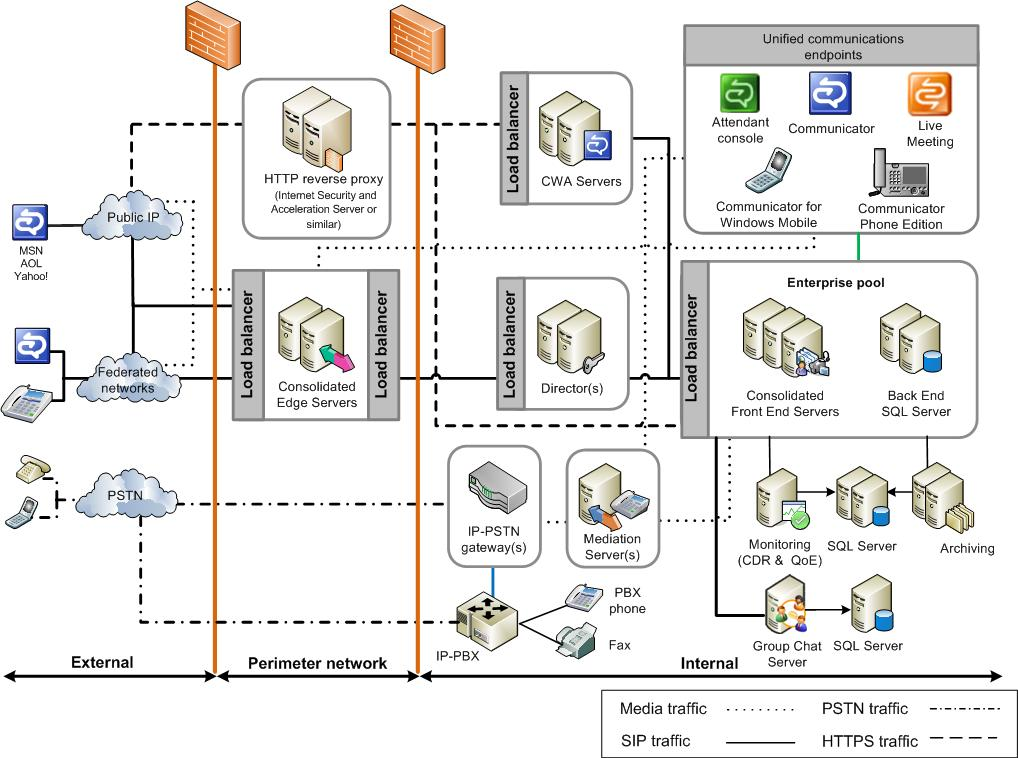 Unified communications
endpoints
Attendant
console
Communicator
Live
Meeting
Communicator for
Windows Mobile
Communicator
Phone Edition
Load balancer
CWA Servers
HTTP reverse proxy
(Internet Security and
Acceleration Server or
similar)
Public IP
MSN
AOL
Yahoo!
Federated
networks
Load balancer
Consolidated
Edge Servers
Load balancer
Load balancer
Director(s)
Load balancer
Enterprise pool
Consolidated
Front End Servers
Back End
SQL Server
PSTN
IP-PSTN
gateway(s)
Mediation
Server(s)
Monitoring
(CDR & QoE)
SQL Server
Archiving
IP-PBX
PBX
phone
Fax
Group Chat
Server
SQL Server
External
Perimeter network
Internal
Media traffic
PSTN traffic
SIP traffic
HTTPS traffic